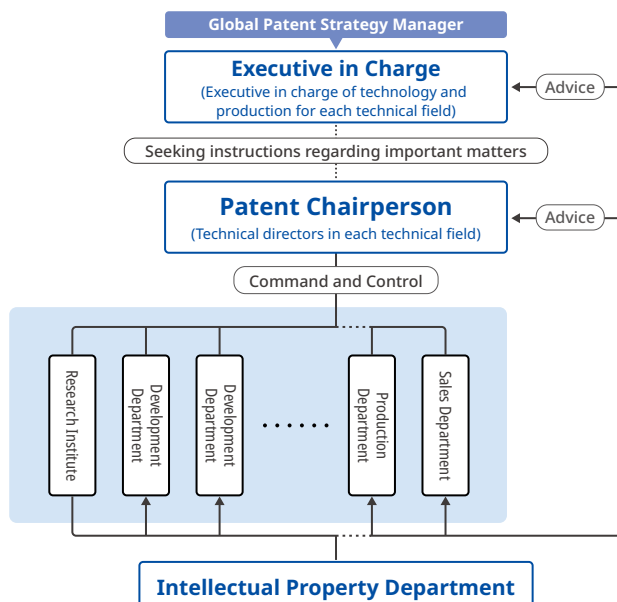 Global Patent Strategy Manager
Executive in Charge
(Executive in charge of technology and
production for each technical field)
Advice
Seeking instructions regarding important matters
Patent Chairperson
(Technical directors in each technical field)
Advice
Command and Control
Research Institute
Development
Department
Development
Department
Production
Department
Sales Department
Intellectual Property Department